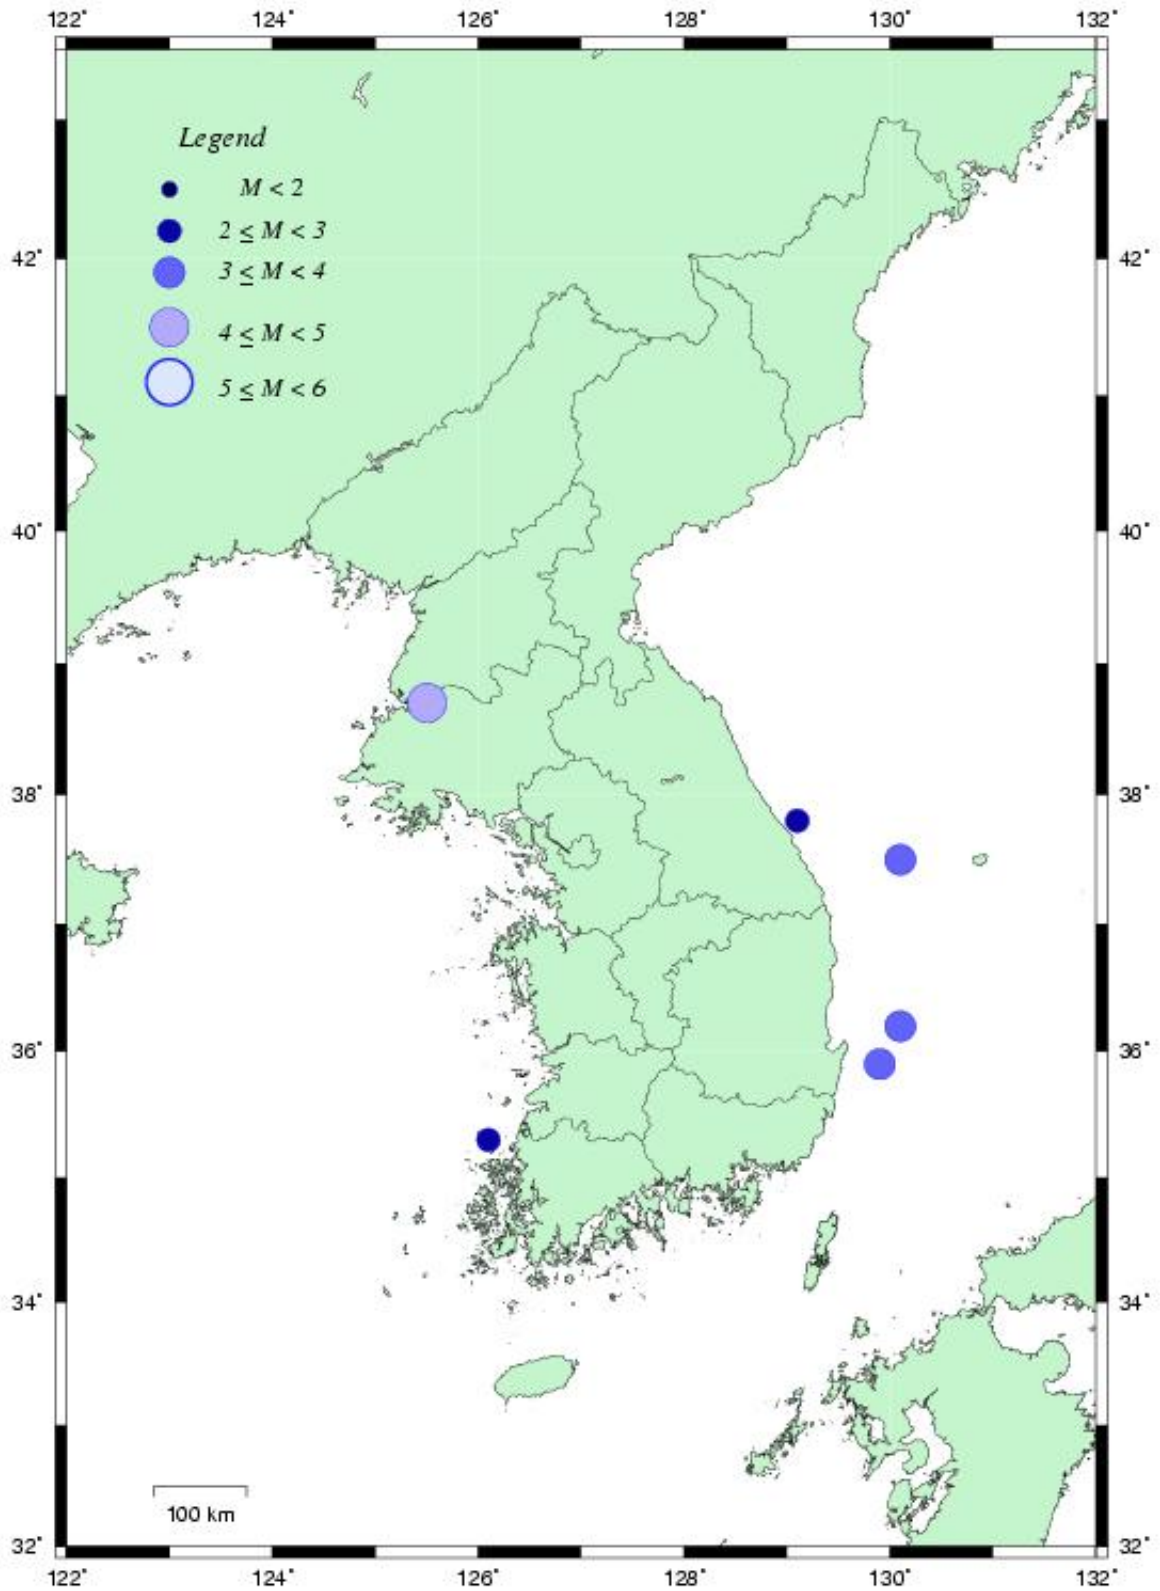 122° 124° 126° 128° 130° 132°
Legend
M < 2
2 ≤ M < 3
3 ≤ M < 4
4 ≤ M < 5
5 ≤ M < 6
42° 42°
40° 40°
38° 38°
36° 36°
34° 34°
100 km
32° 32°
122° 124° 126° 128° 130° 132°